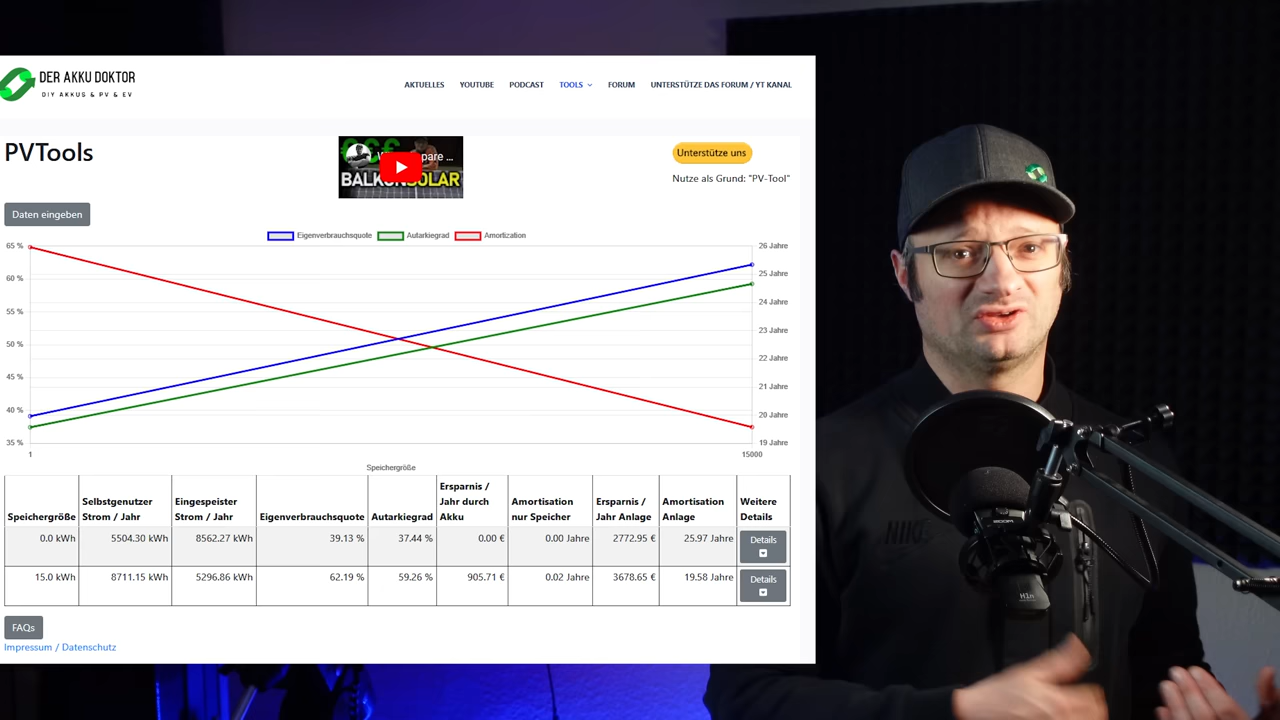 DER AKKU DOKTOR
DIY AKKUS & PV & EV
AKTUELLES YOUTUBE PODCAST TOOLS FORUM UNTERSTÜTZE DAS FORUM / YT KANAL
PVTools
BALKONSOLAR
Unterstütze uns
Nutze als Grund: "PV-Tool"
Daten eingeben
Eigenverbrauchsquote Autarkiegrad Amortization
65 % 26 Jahre
60 % 25 Jahre
55 % 24 Jahre
50 % 23 Jahre
45 % 22 Jahre
40 % 21 Jahre
35 % 20 Jahre
19 Jahre
1 15000
Speichergröße
Speichergröße Selbstgenutzer Strom / Jahr Eingespeister Strom / Jahr Eigenverbrauchsquote Autarkiegrad Ersparnis / Jahr durch Akku Amortisation nur Speicher Ersparnis / Jahr Anlage Amortisation Anlage Weitere Details
0.0 kWh 5504.30 kWh 8562.27 kWh 39.13 % 37.44 % 0.00 € 0.00 Jahre 2772.95 € 25.97 Jahre Details
15.0 kWh 8711.15 kWh 5296.86 kWh 62.19 % 59.26 % 905.71 € 0.02 Jahre 3678.65 € 19.58 Jahre Details
FAQs
Impressum / Datenschutz
NIKE